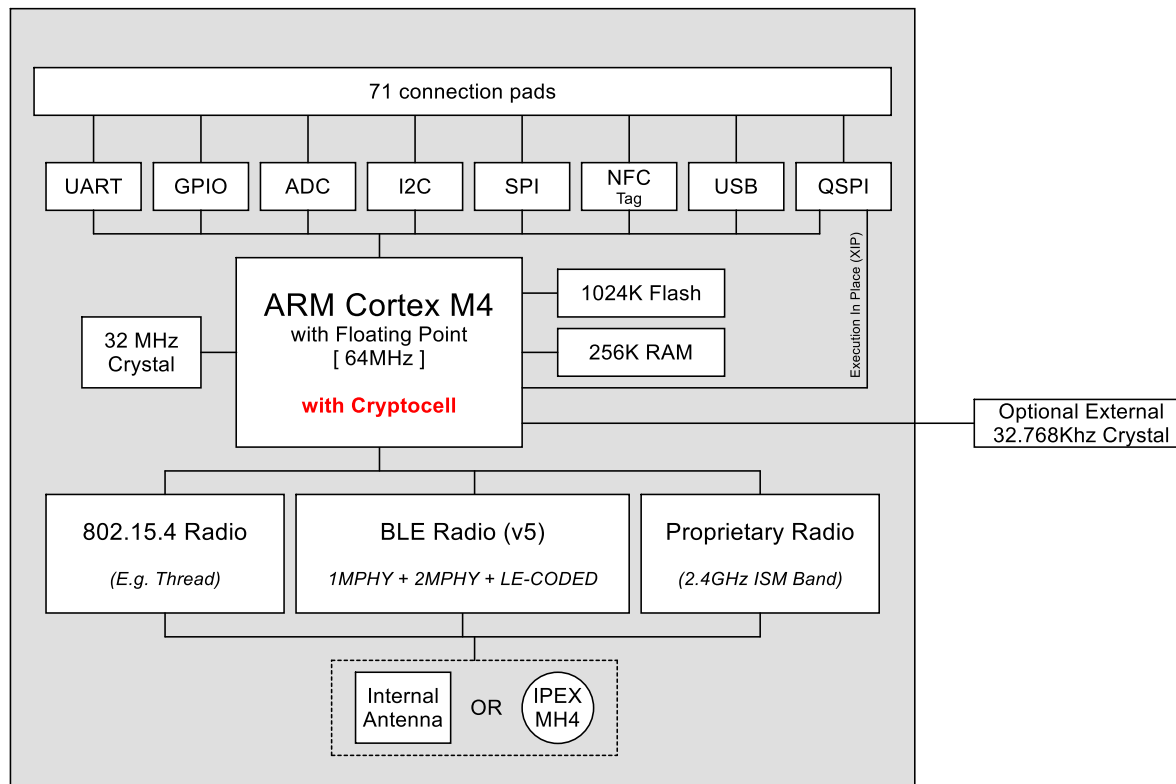 71 connection pads
UART
GPIO
ADC
I2C
SPI
NFC
Tag
USB
QSPI
Execution In Place (XIP)
ARM Cortex M4
with Floating Point
[ 64MHz ]
with Cryptocell
32 MHz
Crystal
1024K Flash
256K RAM
Optional External
32.768Khz Crystal
802.15.4 Radio
(E.g. Thread)
BLE Radio (v5)
1MPHY + 2MPHY + LE-CODED
Proprietary Radio
(2.4GHz ISM Band)
Internal
Antenna
OR
IPEX
MH4